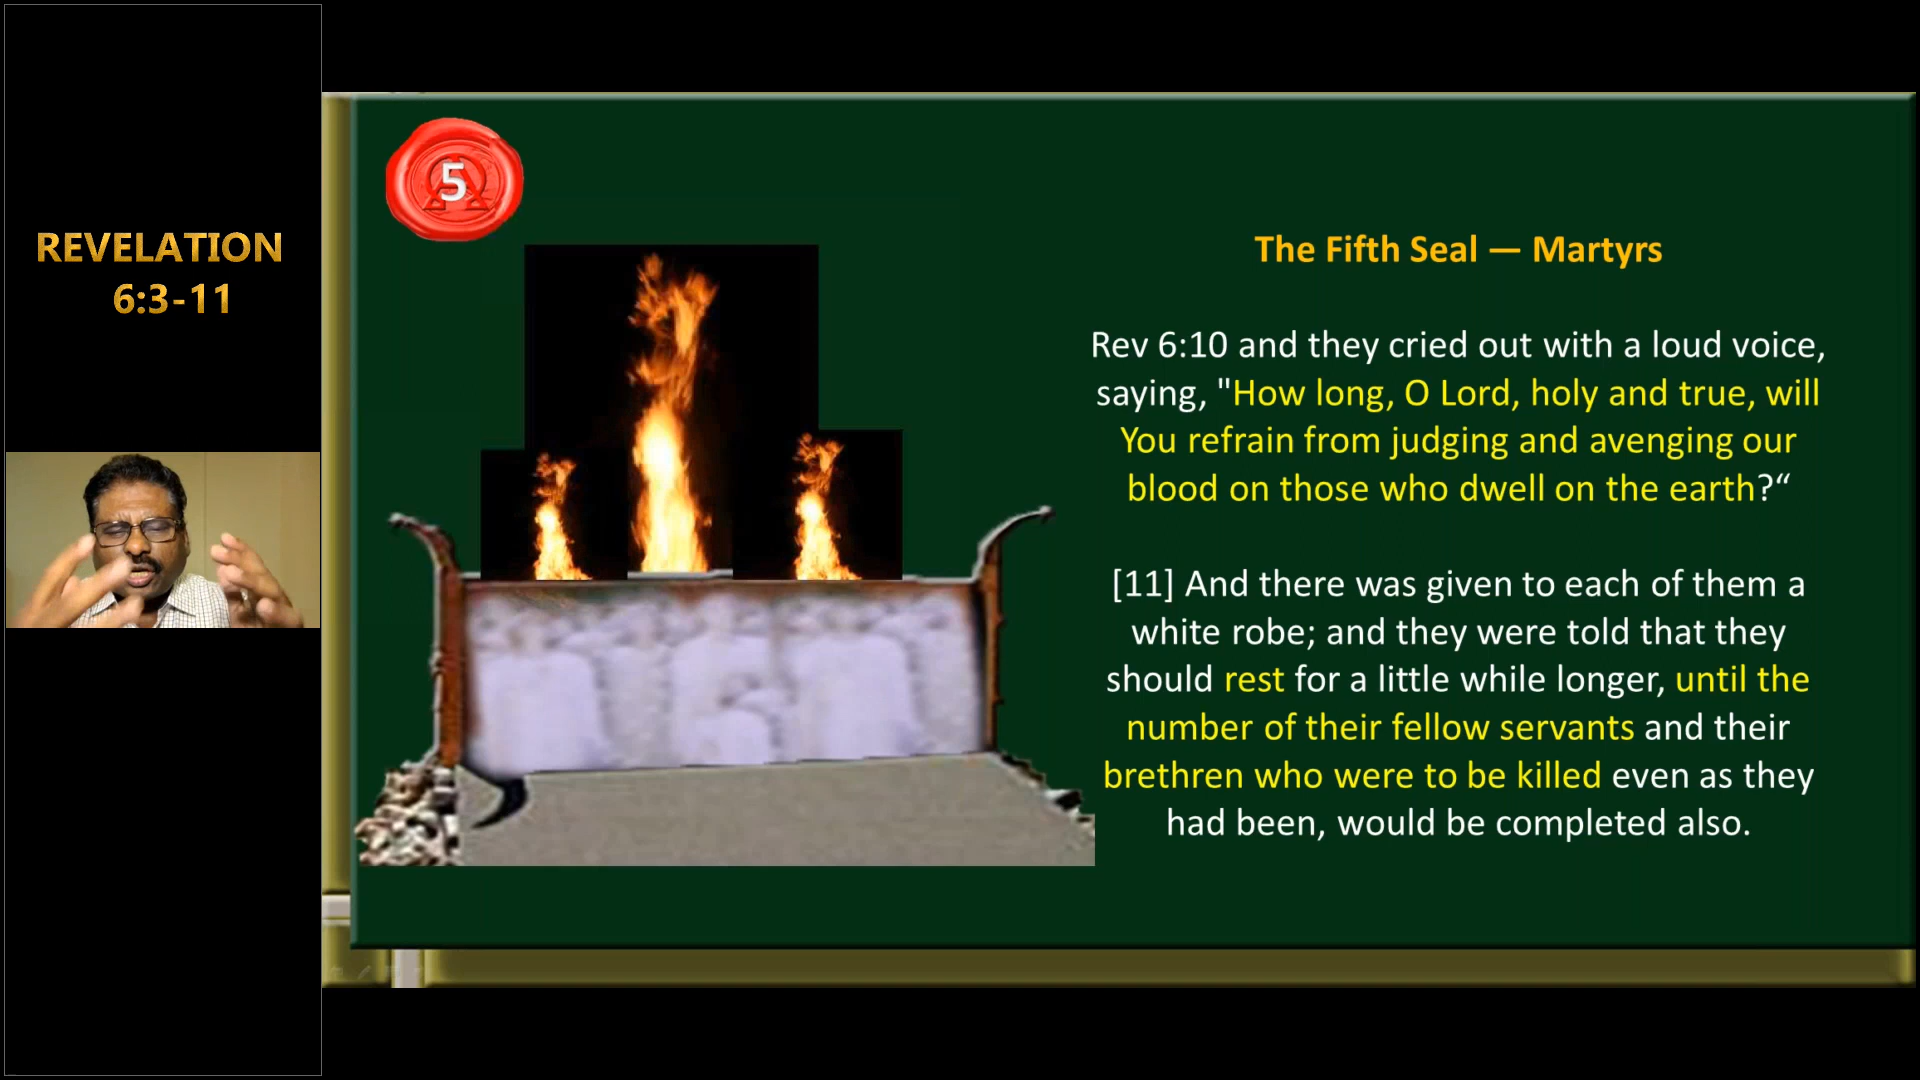 REVELATION
6:3-11
5
The Fifth Seal — Martyrs
Rev 6:10 and they cried out with a loud voice,
saying, "How long, O Lord, holy and true, will
You refrain from judging and avenging our
blood on those who dwell on the earth?“
[11] And there was given to each of them a
white robe; and they were told that they
should rest for a little while longer, until the
number of their fellow servants and their
brethren who were to be killed even as they
had been, would be completed also.